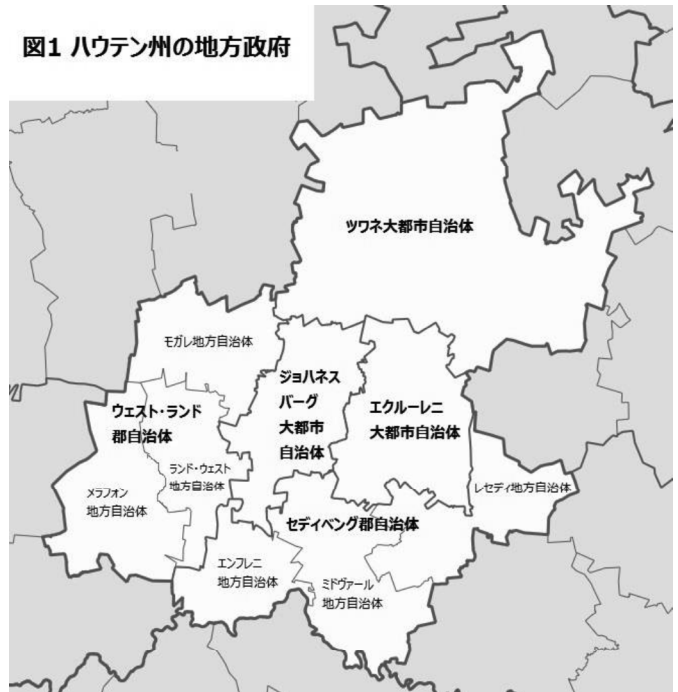 図1 ハウテン州の地方政府
ツワネ大都市自治体
モガレ地方自治体
ジョハネス
バーグ
大都市
自治体
エクルーレニ
大都市自治体
ウェスト・ランド
郡自治体
ランド・ウェスト
地方自治体
メラフォン
地方自治体
レセディ地方自治体
セディベング郡自治体
エンフレニ
地方自治体
ミドヴァール
地方自治体